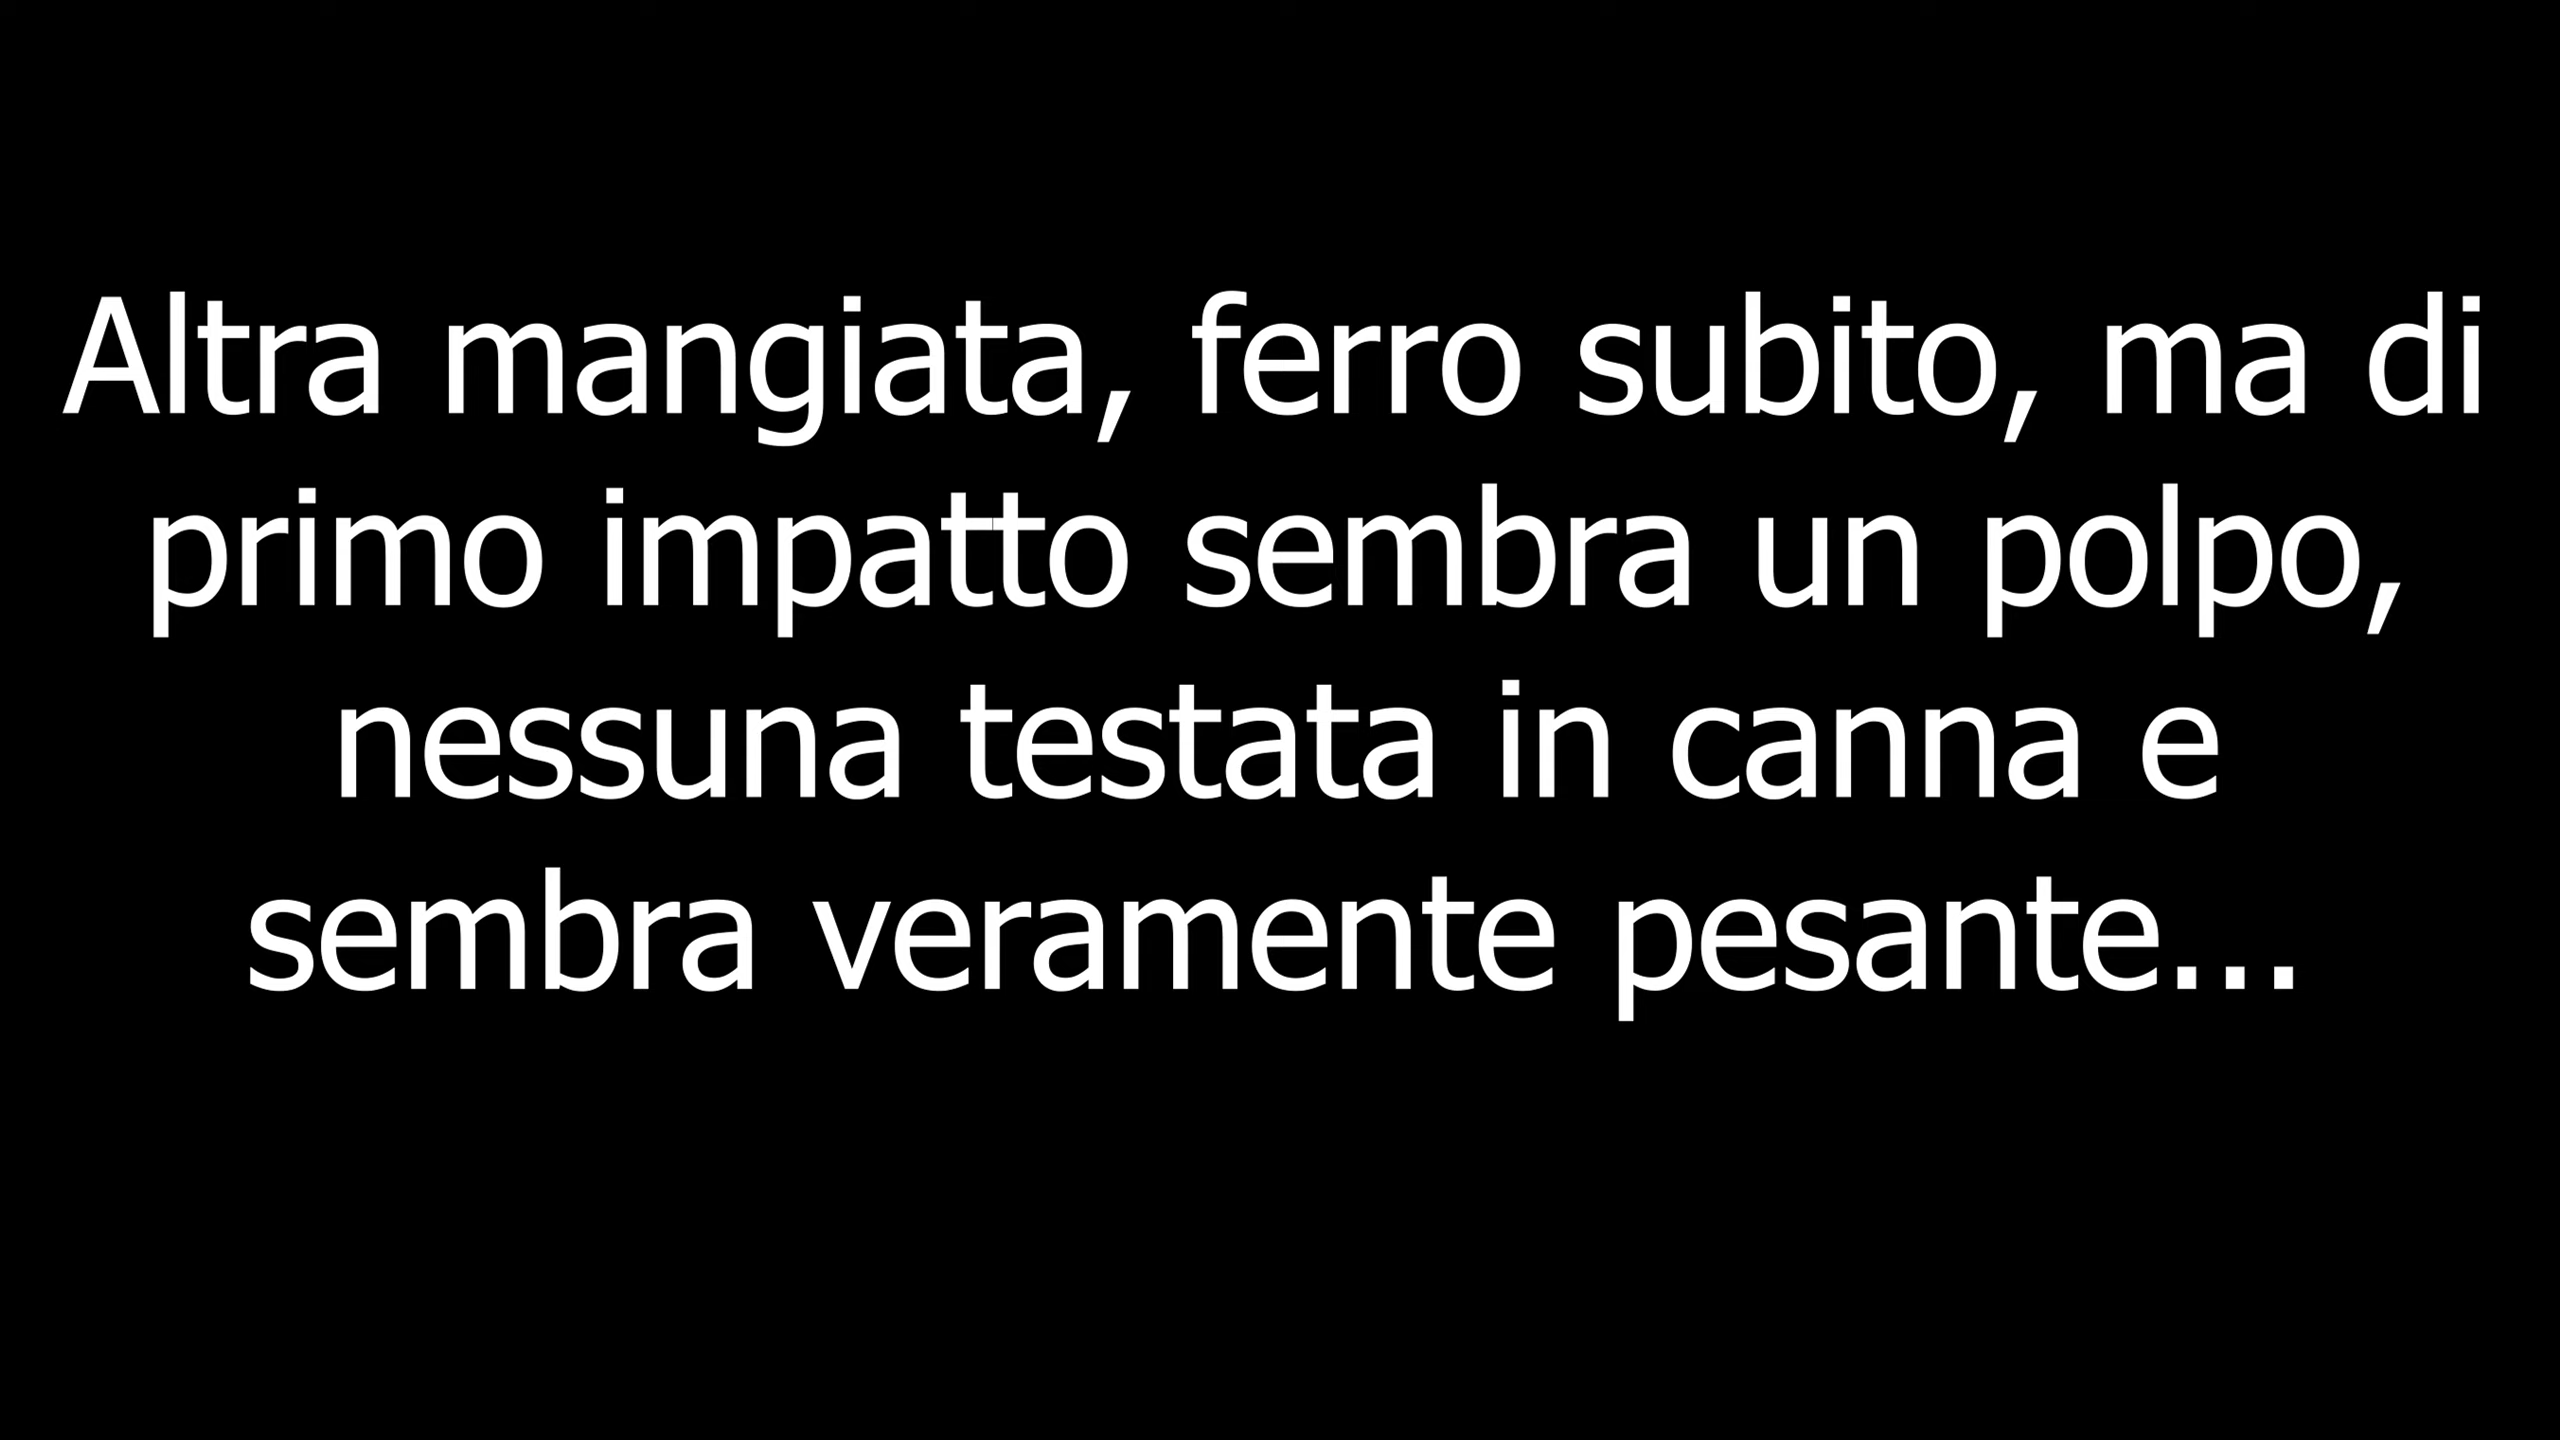 Altra mangiata, ferro subito, ma di
primo impatto sembra un polpo,
nessuna testata in canna e
sembra veramente pesante...